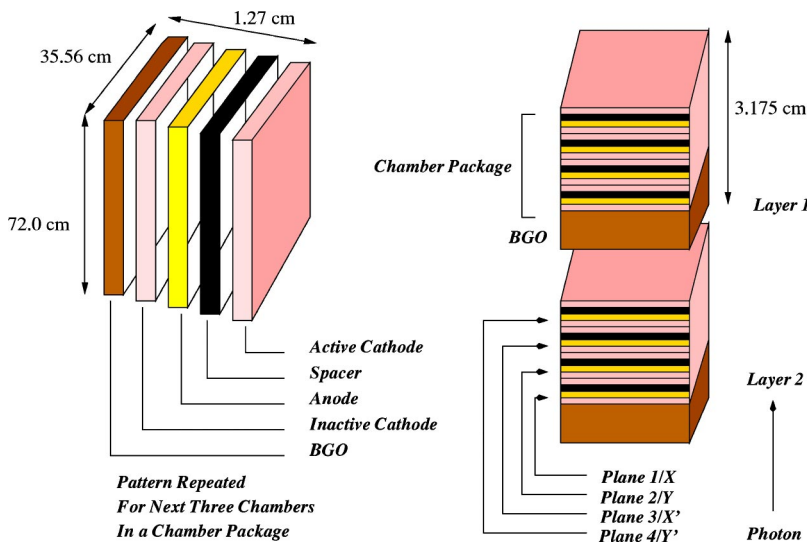 1.27 cm
35.56 cm
72.0 cm
Active Cathode
Spacer
Anode
Inactive Cathode
BGO
Pattern Repeated
For Next Three Chambers
In a Chamber Package
3.175 cm
Chamber Package
Layer 1
BGO
Layer 2
Plane 1/X
Plane 2/Y
Plane 3/X'
Plane 4/Y'
Photon